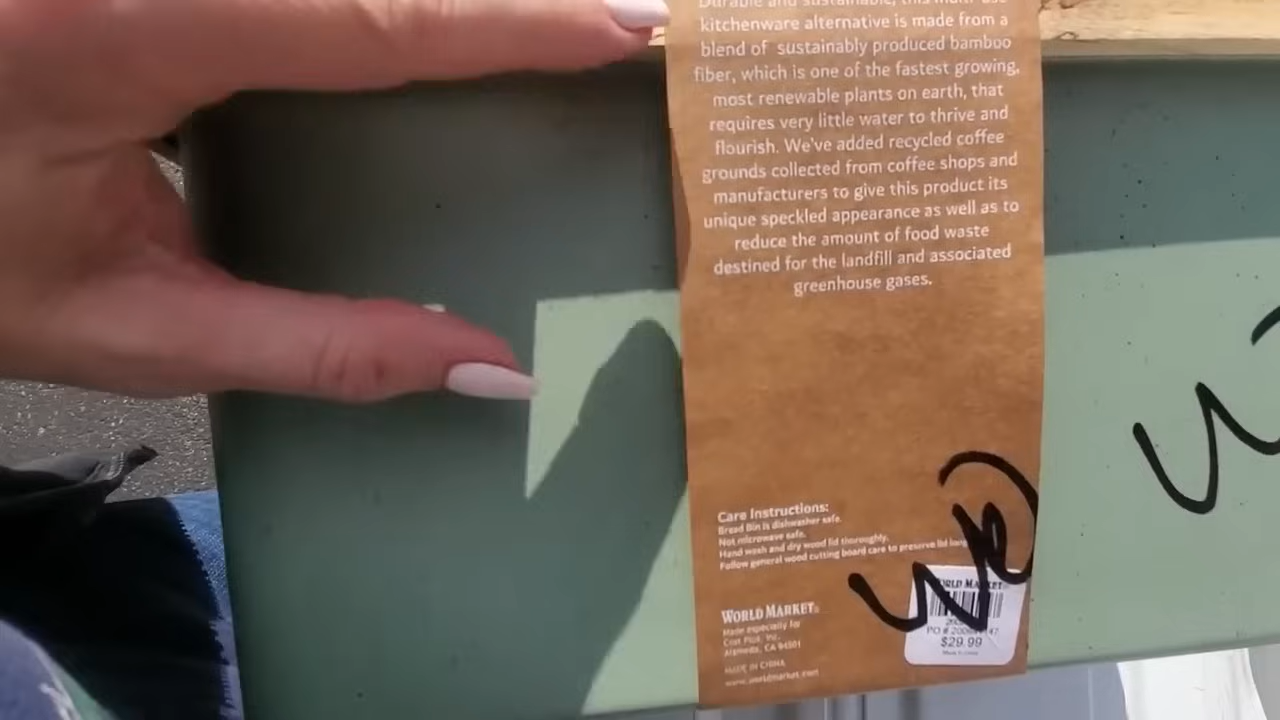 Durable and sustainable, this multi-use
kitchenware alternative is made from a
blend of sustainably produced bamboo
fiber, which is one of the fastest growing,
most renewable plants on earth, that
requires very little water to thrive and
flourish. We've added recycled coffee
grounds collected from coffee shops and
manufacturers to give this product its
unique speckled appearance as well as to
reduce the amount of food waste
destined for the landfill and associated
greenhouse gases.
Care Instructions:
Bread Bin is dishwasher safe.
Not microwave safe.
Hand wash and dry wood lid thoroughly.
Follow general wood cutting board care to preserve lid
WORLD MARKET®
Made especially for
Cost Plus, Inc.
Alameda, CA 94501
MADE IN CHINA
www.worldmarket.com
WORLD MARKET
PO #
$29.99
Made in China